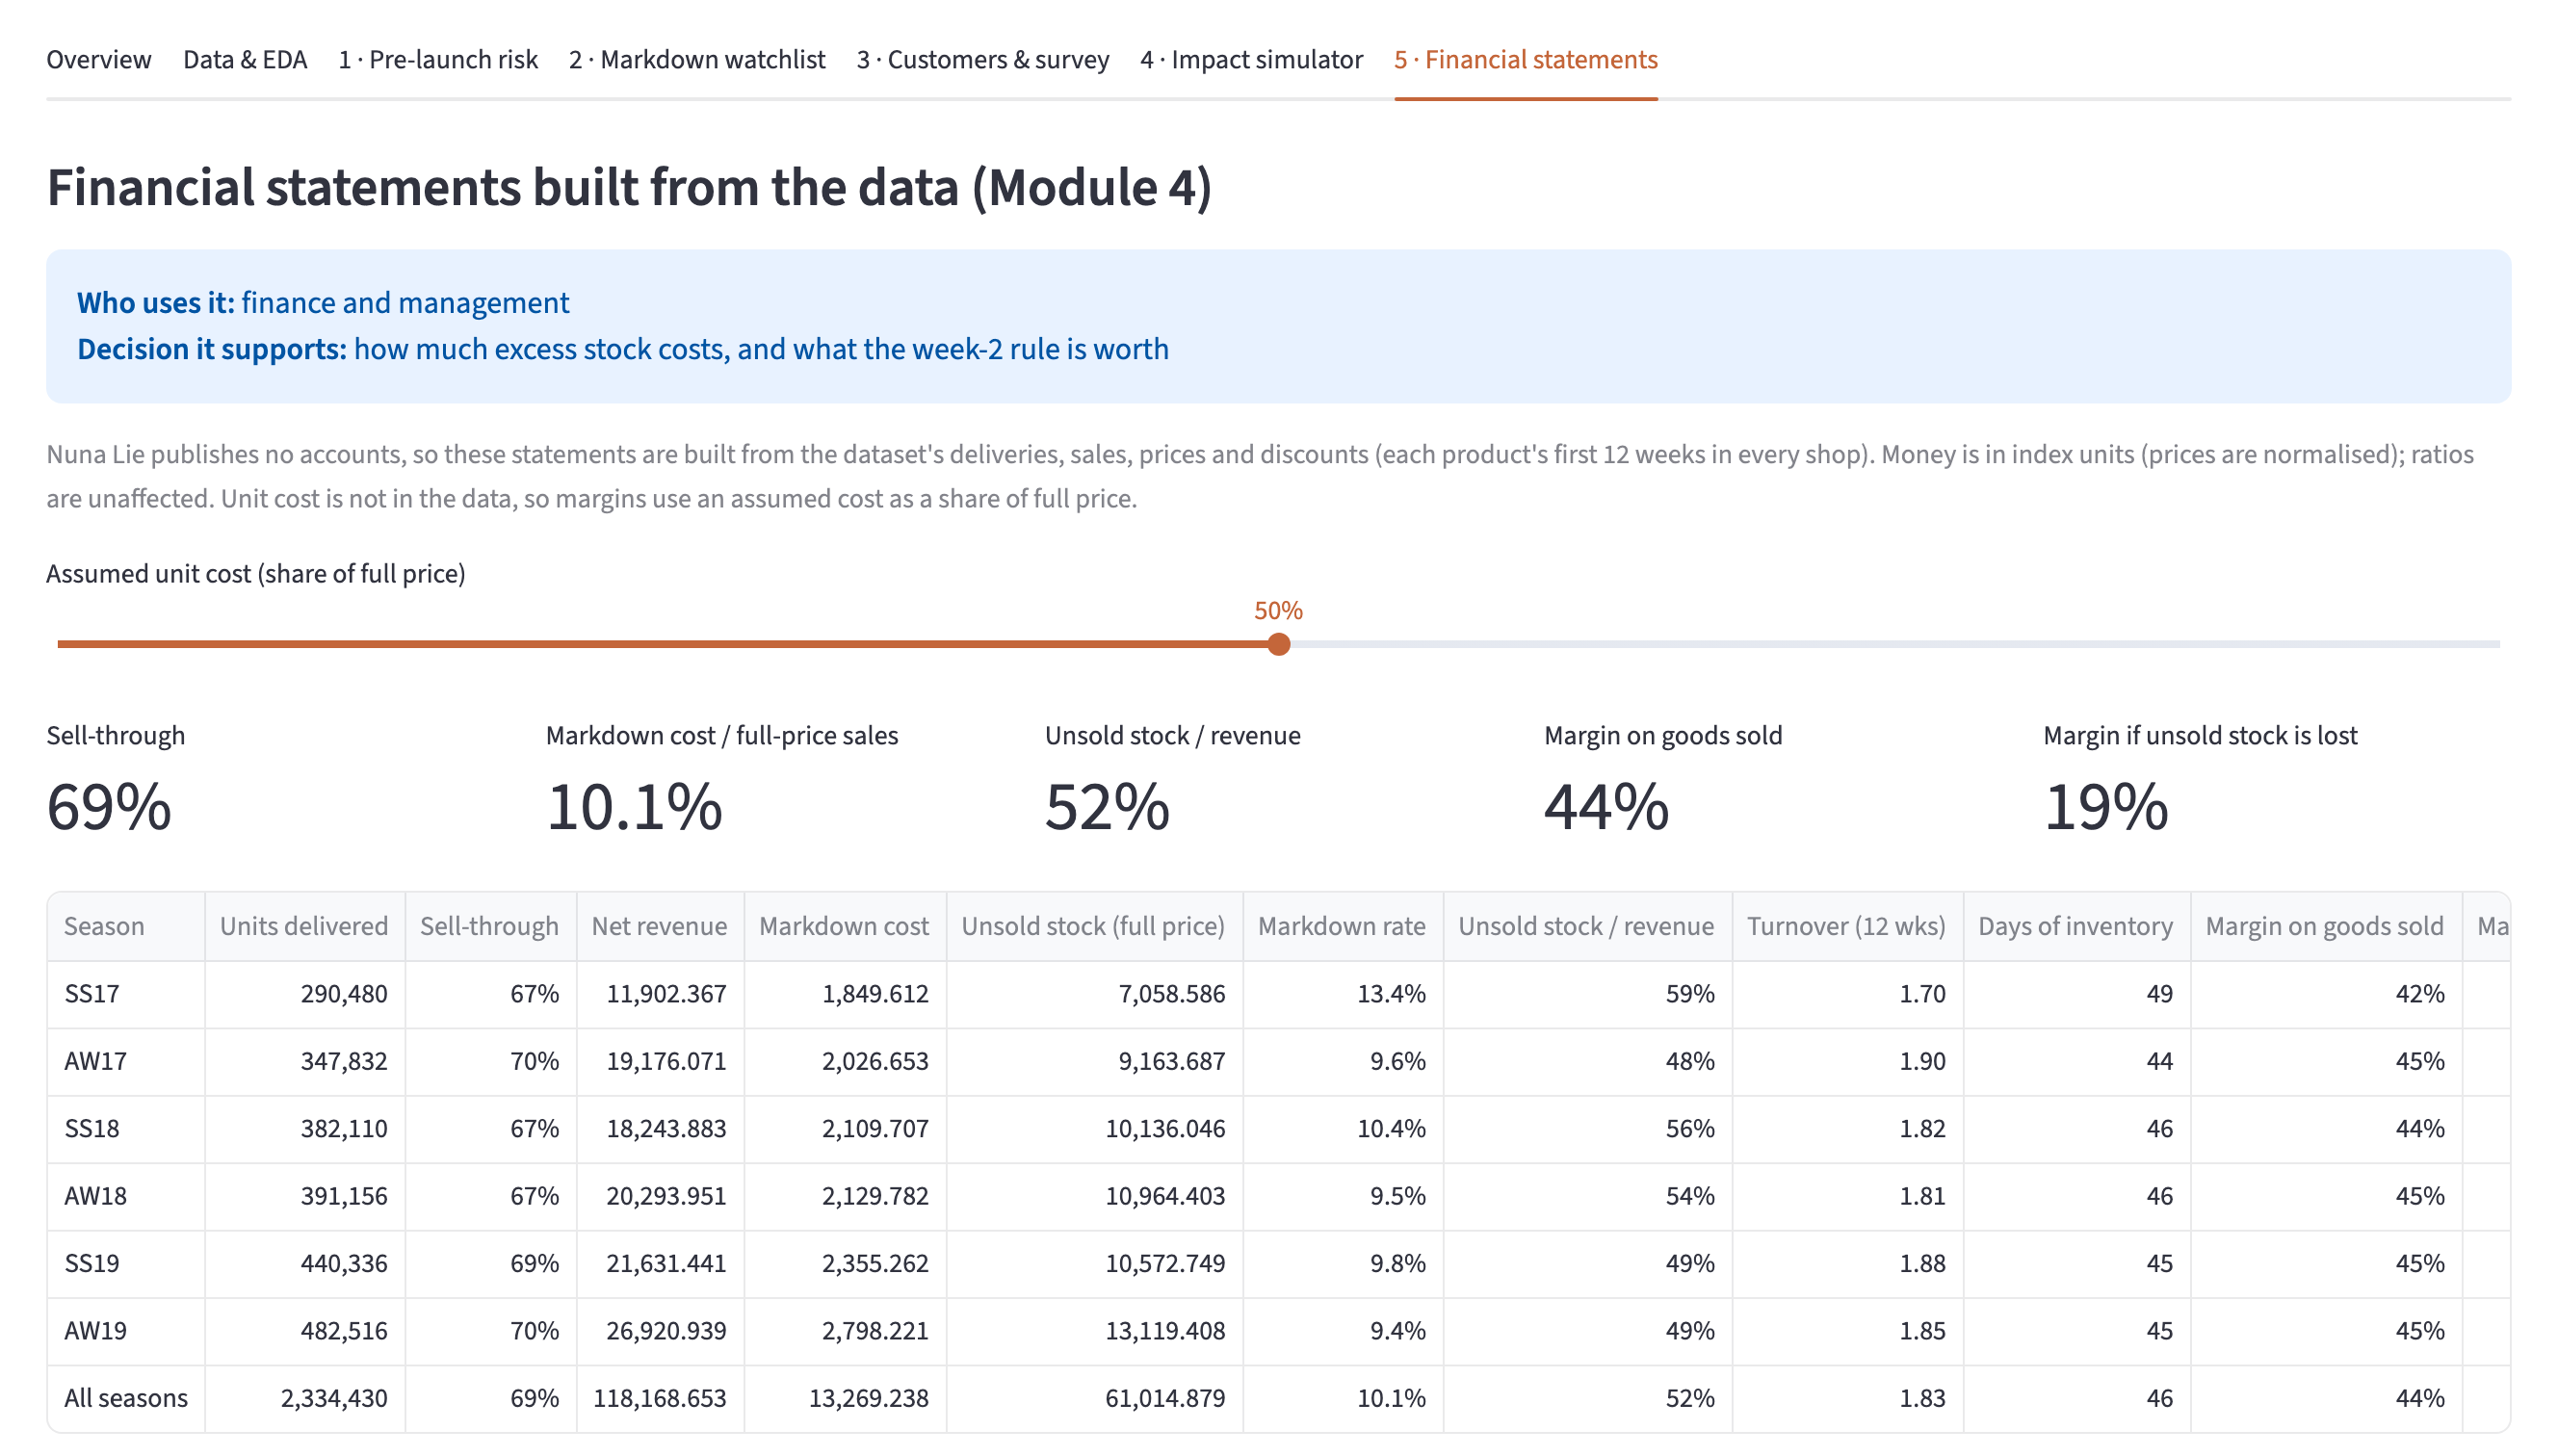 Overview Data & EDA 1 · Pre-launch risk 2 · Markdown watchlist 3 · Customers & survey 4 · Impact simulator 5 · Financial statements
Financial statements built from the data (Module 4)
Who uses it: finance and management
Decision it supports: how much excess stock costs, and what the week-2 rule is worth
Nuna Lie publishes no accounts, so these statements are built from the dataset's deliveries, sales, prices and discounts (each product's first 12 weeks in every shop). Money is in index units (prices are normalised); ratios
are unaffected. Unit cost is not in the data, so margins use an assumed cost as a share of full price.
Assumed unit cost (share of full price)
50%
Sell-through Markdown cost / full-price sales Unsold stock / revenue Margin on goods sold Margin if unsold stock is lost
69% 10.1% 52% 44% 19%
Season Units delivered Sell-through Net revenue Markdown cost Unsold stock (full price) Markdown rate Unsold stock / revenue Turnover (12 wks) Days of inventory Margin on goods sold Ma
SS17 290,480 67% 11,902.367 1,849.612 7,058.586 13.4% 59% 1.70 49 42%
AW17 347,832 70% 19,176.071 2,026.653 9,163.687 9.6% 48% 1.90 44 45%
SS18 382,110 67% 18,243.883 2,109.707 10,136.046 10.4% 56% 1.82 46 44%
AW18 391,156 67% 20,293.951 2,129.782 10,964.403 9.5% 54% 1.81 46 45%
SS19 440,336 69% 21,631.441 2,355.262 10,572.749 9.8% 49% 1.88 45 45%
AW19 482,516 70% 26,920.939 2,798.221 13,119.408 9.4% 49% 1.85 45 45%
All seasons 2,334,430 69% 118,168.653 13,269.238 61,014.879 10.1% 52% 1.83 46 44%